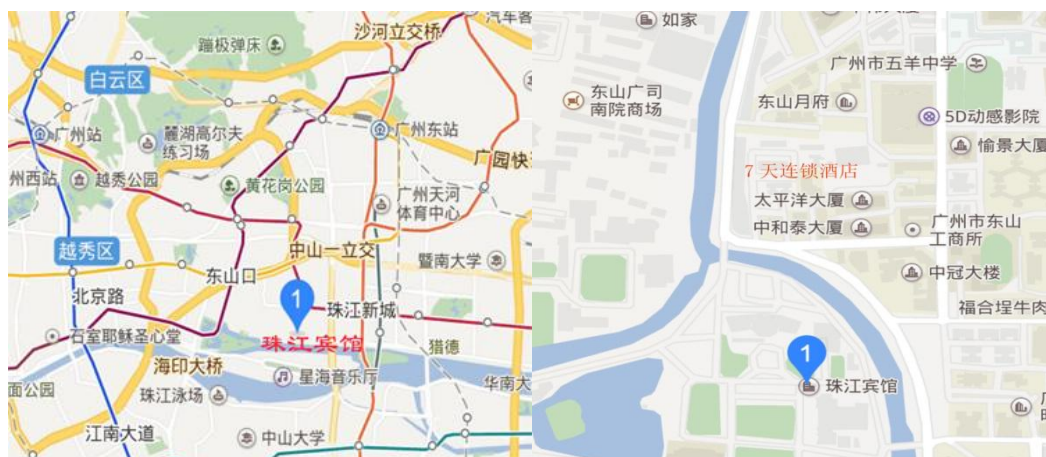 汽车客
沙河立交桥
蹦极弹床
白云区
广州站
麓湖高尔夫
练习场
广州东站
广园快
州西站
越秀公园
黄花岗公园
广州天河
体育中心
越秀区
中山一立交
暨南大学
东山口
北京路
1
珠江新城
石室耶稣圣心堂
珠江宾馆
猎德
海印大桥
面公园
珠江泳场
星海音乐厅
华南大
江南大道
中山大学
如家
广州市五羊中学
东山广司
南院商场
东山月府
5D动感影院
愉景大厦
7天连锁酒店
太平洋大厦
中和泰大厦
广州市东山
工商所
中冠大楼
福合埕牛肉
1
珠江宾馆